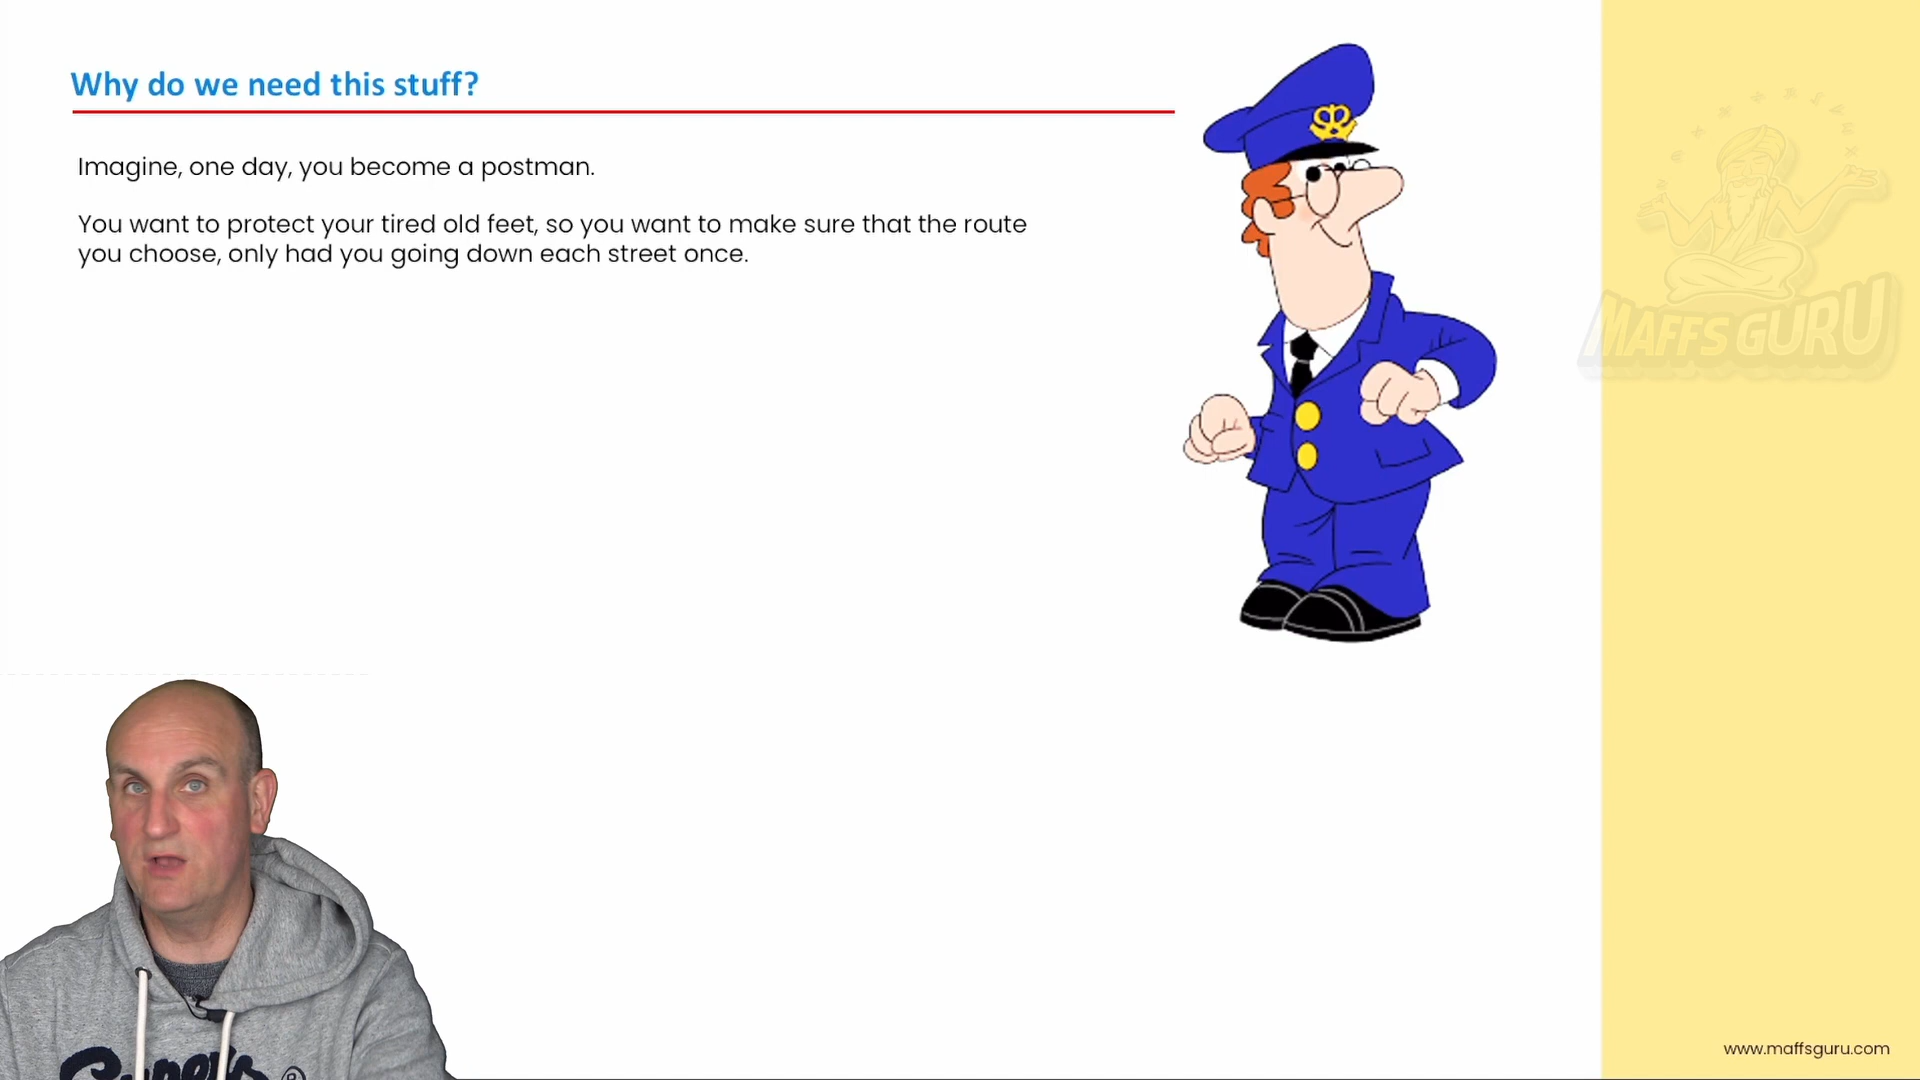 Why do we need this stuff?
Imagine, one day, you become a postman.
You want to protect your tired old feet, so you want to make sure that the route
you choose, only had you going down each street once.
MAFFS GURU
www.maffsguru.com